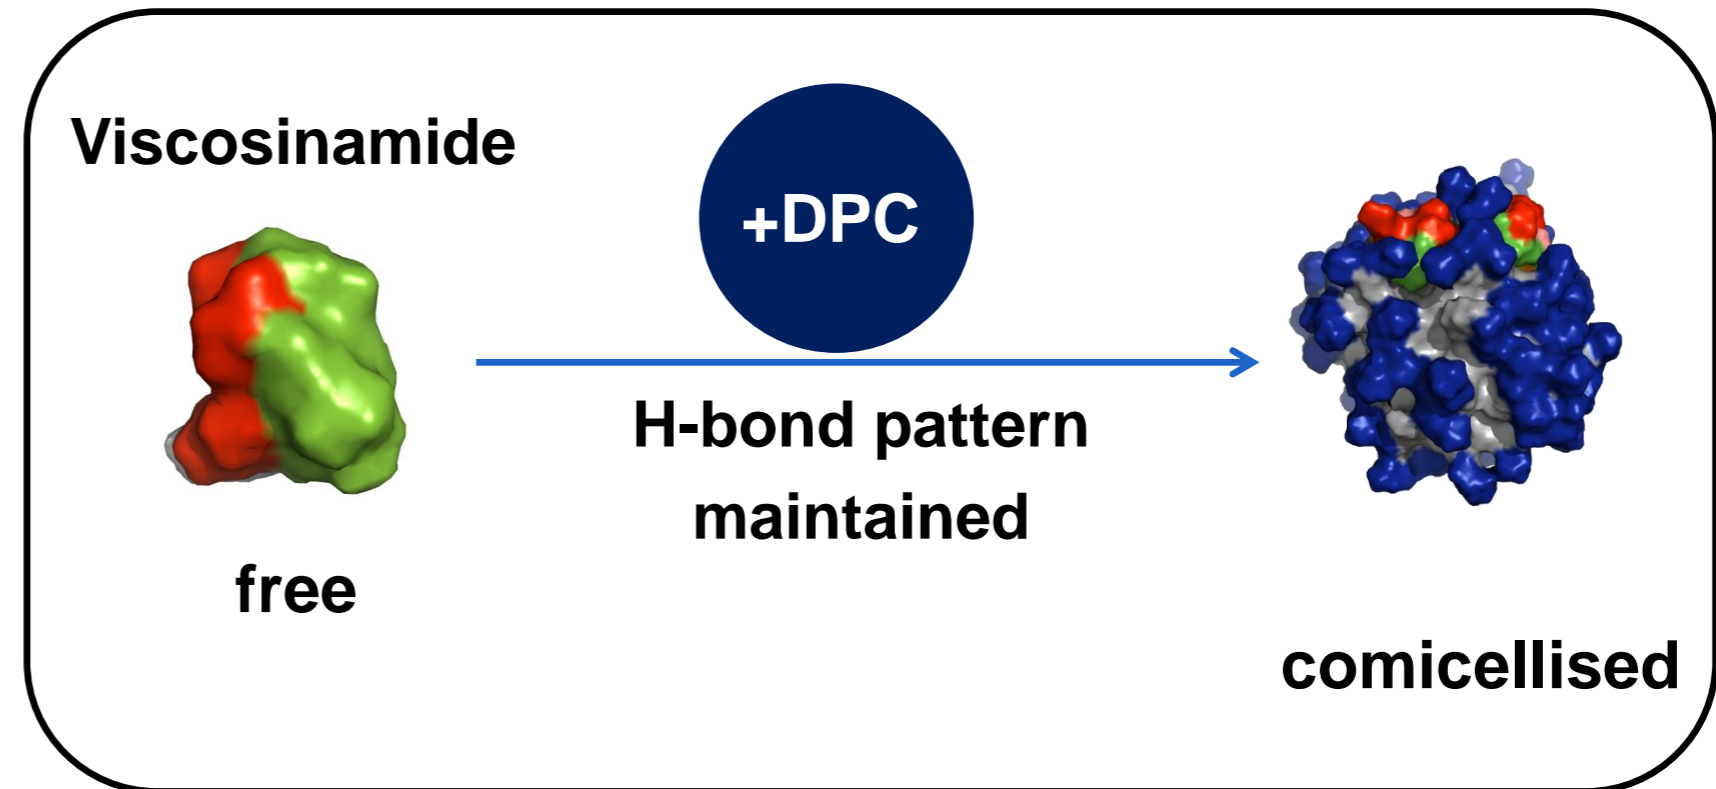 Viscosinamide
+DPC
H-bond pattern
maintained
free
comicellised